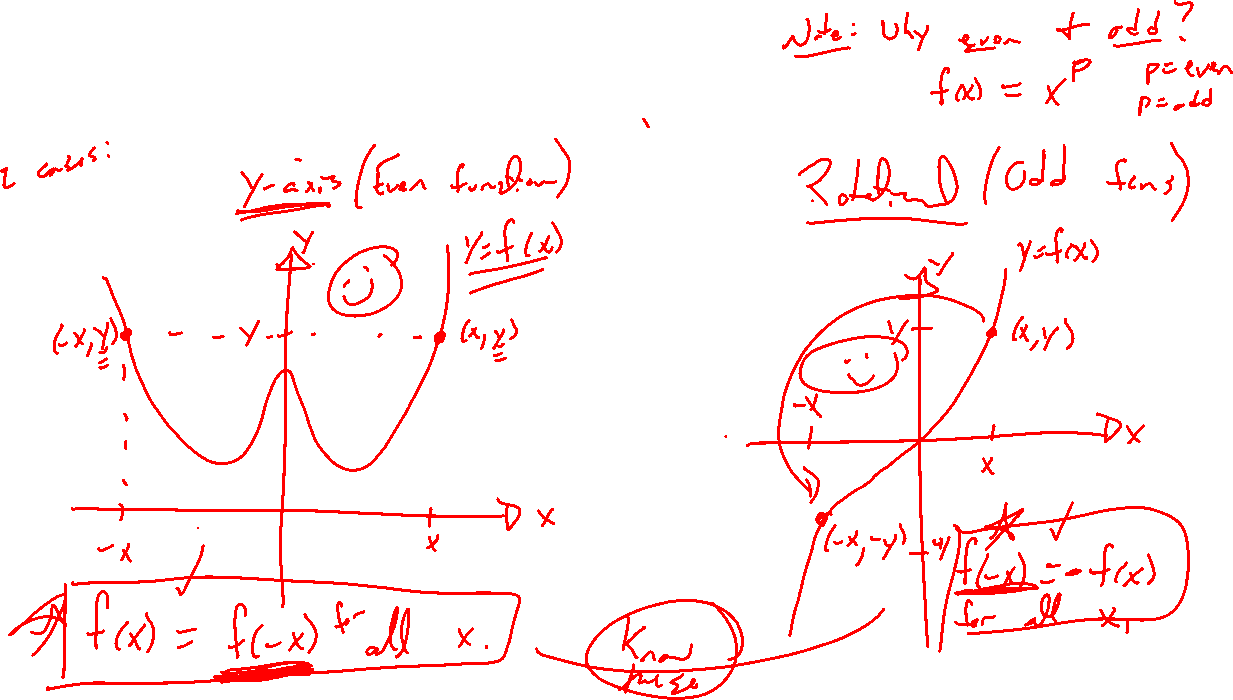 Note: Why even + odd?
f(x) = x^p
p=even
p=odd
2 cases:
y-axis (Even function)
y=f(x)
Y
(-x, y)
Y
(x, y)
-x
x
X
f(x) = f(-x) for all x.
Rotational (Odd fcns)
y=f(x)
Y
Y
(x, y)
-x
x
X
(-x, -y)
-y
f(-x) = -f(x)
for all x.
Know these